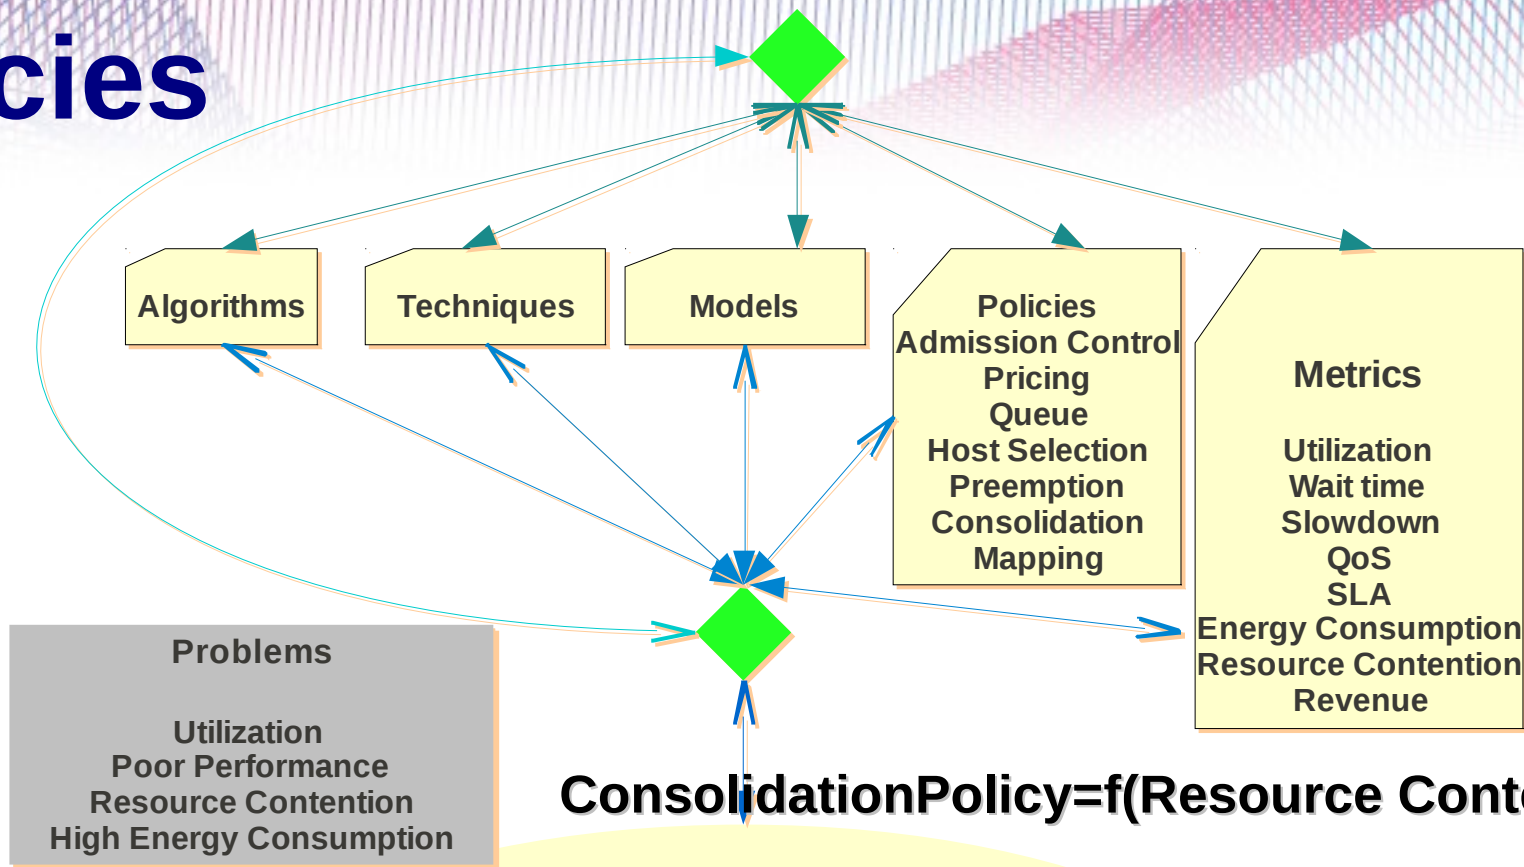 cies
Algorithms
Techniques
Models
Policies
Admission Control
Pricing
Queue
Host Selection
Preemption
Consolidation
Mapping
Metrics
Utilization
Wait time
Slowdown
QoS
SLA
Energy Consumption
Resource Contention
Revenue
Problems
Utilization
Poor Performance
Resource Contention
High Energy Consumption
ConsolidationPolicy=f(Resource Conte